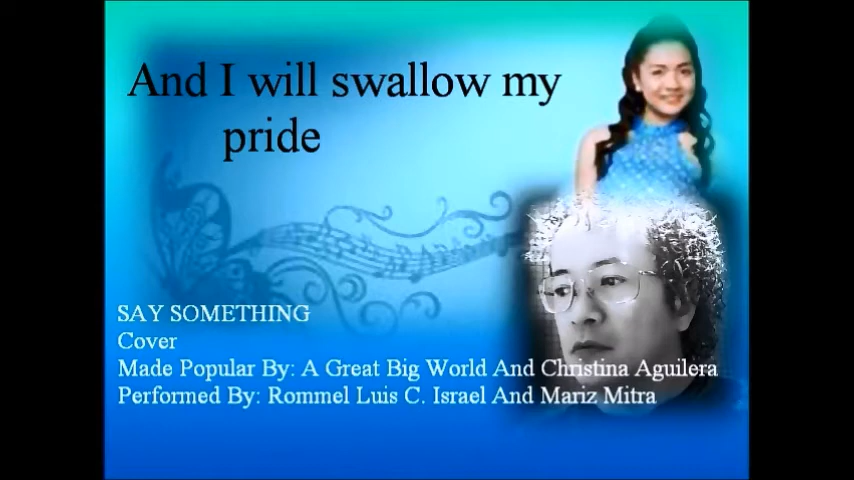 And I will swallow my
pride
SAY SOMETHING
Cover
Made Popular By: A Great Big World And Christina Aguilera
Performed By: Rommel Luis C. Israel And Mariz Mitra